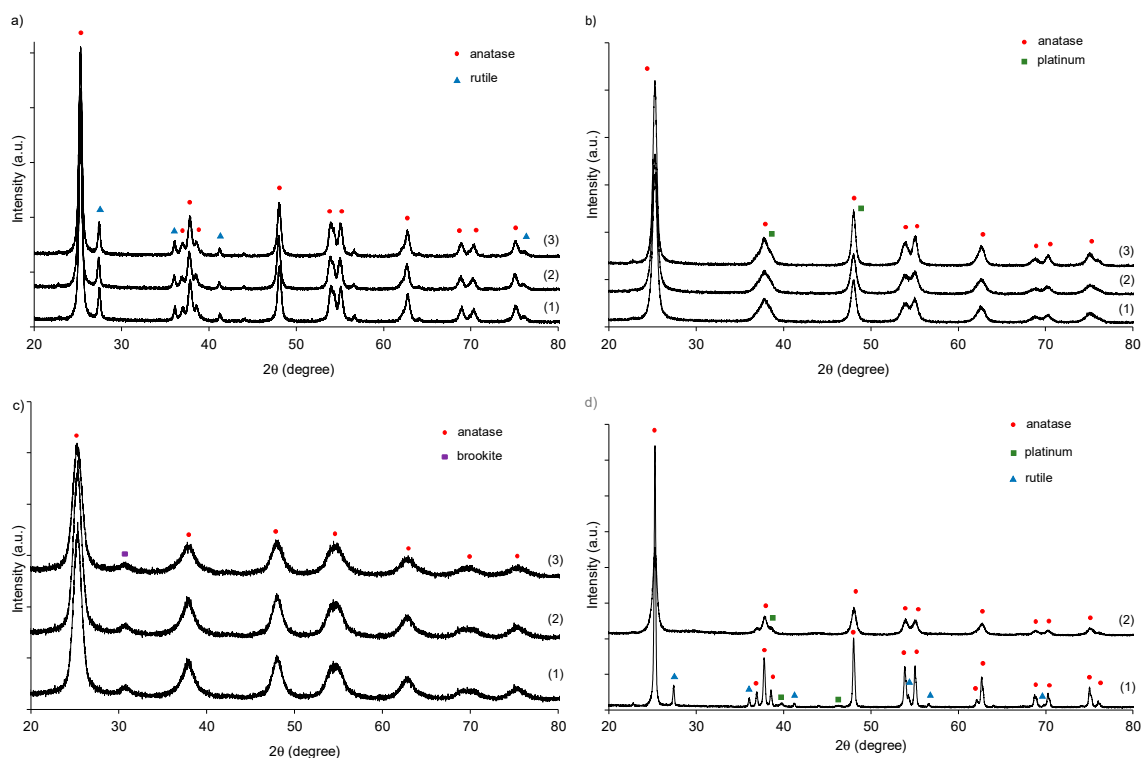 a)
anatase
rutile
Intensity (a.u.)
(3)
(2)
(1)
20 30 40 50 60 70 80
2θ (degree)
b)
anatase
platinum
Intensity (a.u.)
(3)
(2)
(1)
20 30 40 50 60 70 80
2θ (degree)
c)
anatase
brookite
Intensity (a.u.)
(3)
(2)
(1)
20 30 40 50 60 70 80
2θ (degree)
d)
anatase
platinum
rutile
Intensity (a.u.)
(2)
(1)
20 30 40 50 60 70 80
2θ (degree)